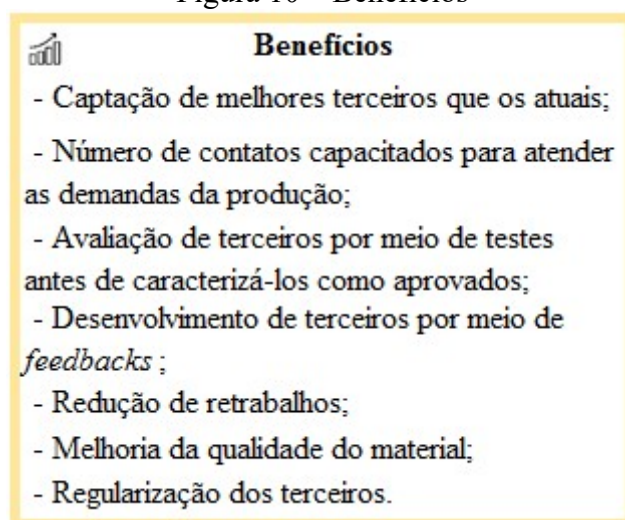 Figura 10 – Benefícios
Benefícios
- Captação de melhores terceiros que os atuais;
- Número de contatos capacitados para atender
as demandas da produção;
- Avaliação de terceiros por meio de testes
antes de caracterizá-los como aprovados;
- Desenvolvimento de terceiros por meio de
feedbacks ;
- Redução de retrabalhos;
- Melhoria da qualidade do material;
- Regularização dos terceiros.